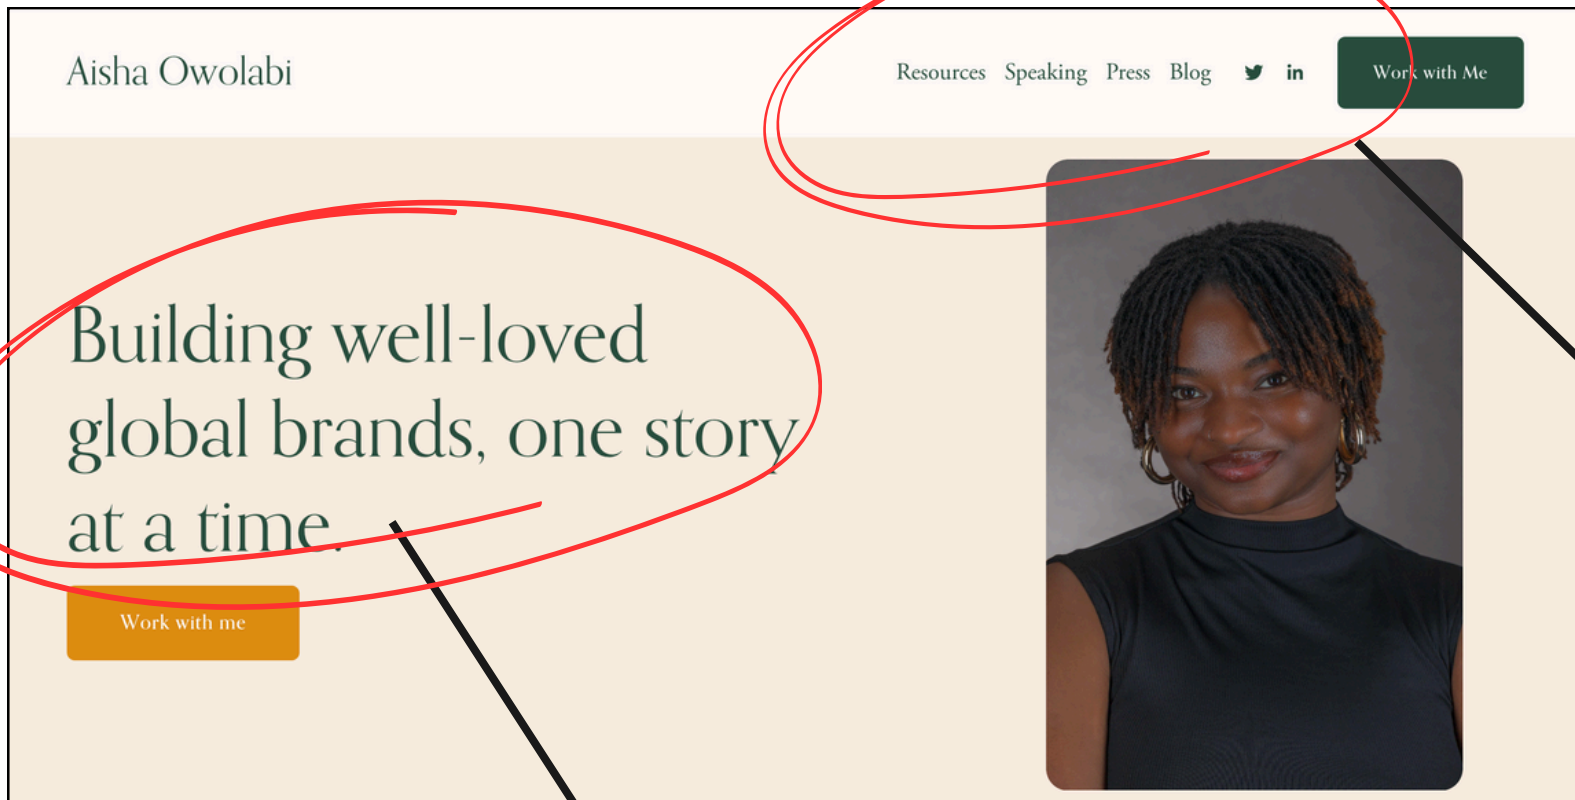 Aisha Owolabi
Resources Speaking Press Blog in Work with Me
Building well-loved
global brands, one story
at a time.
Work with me